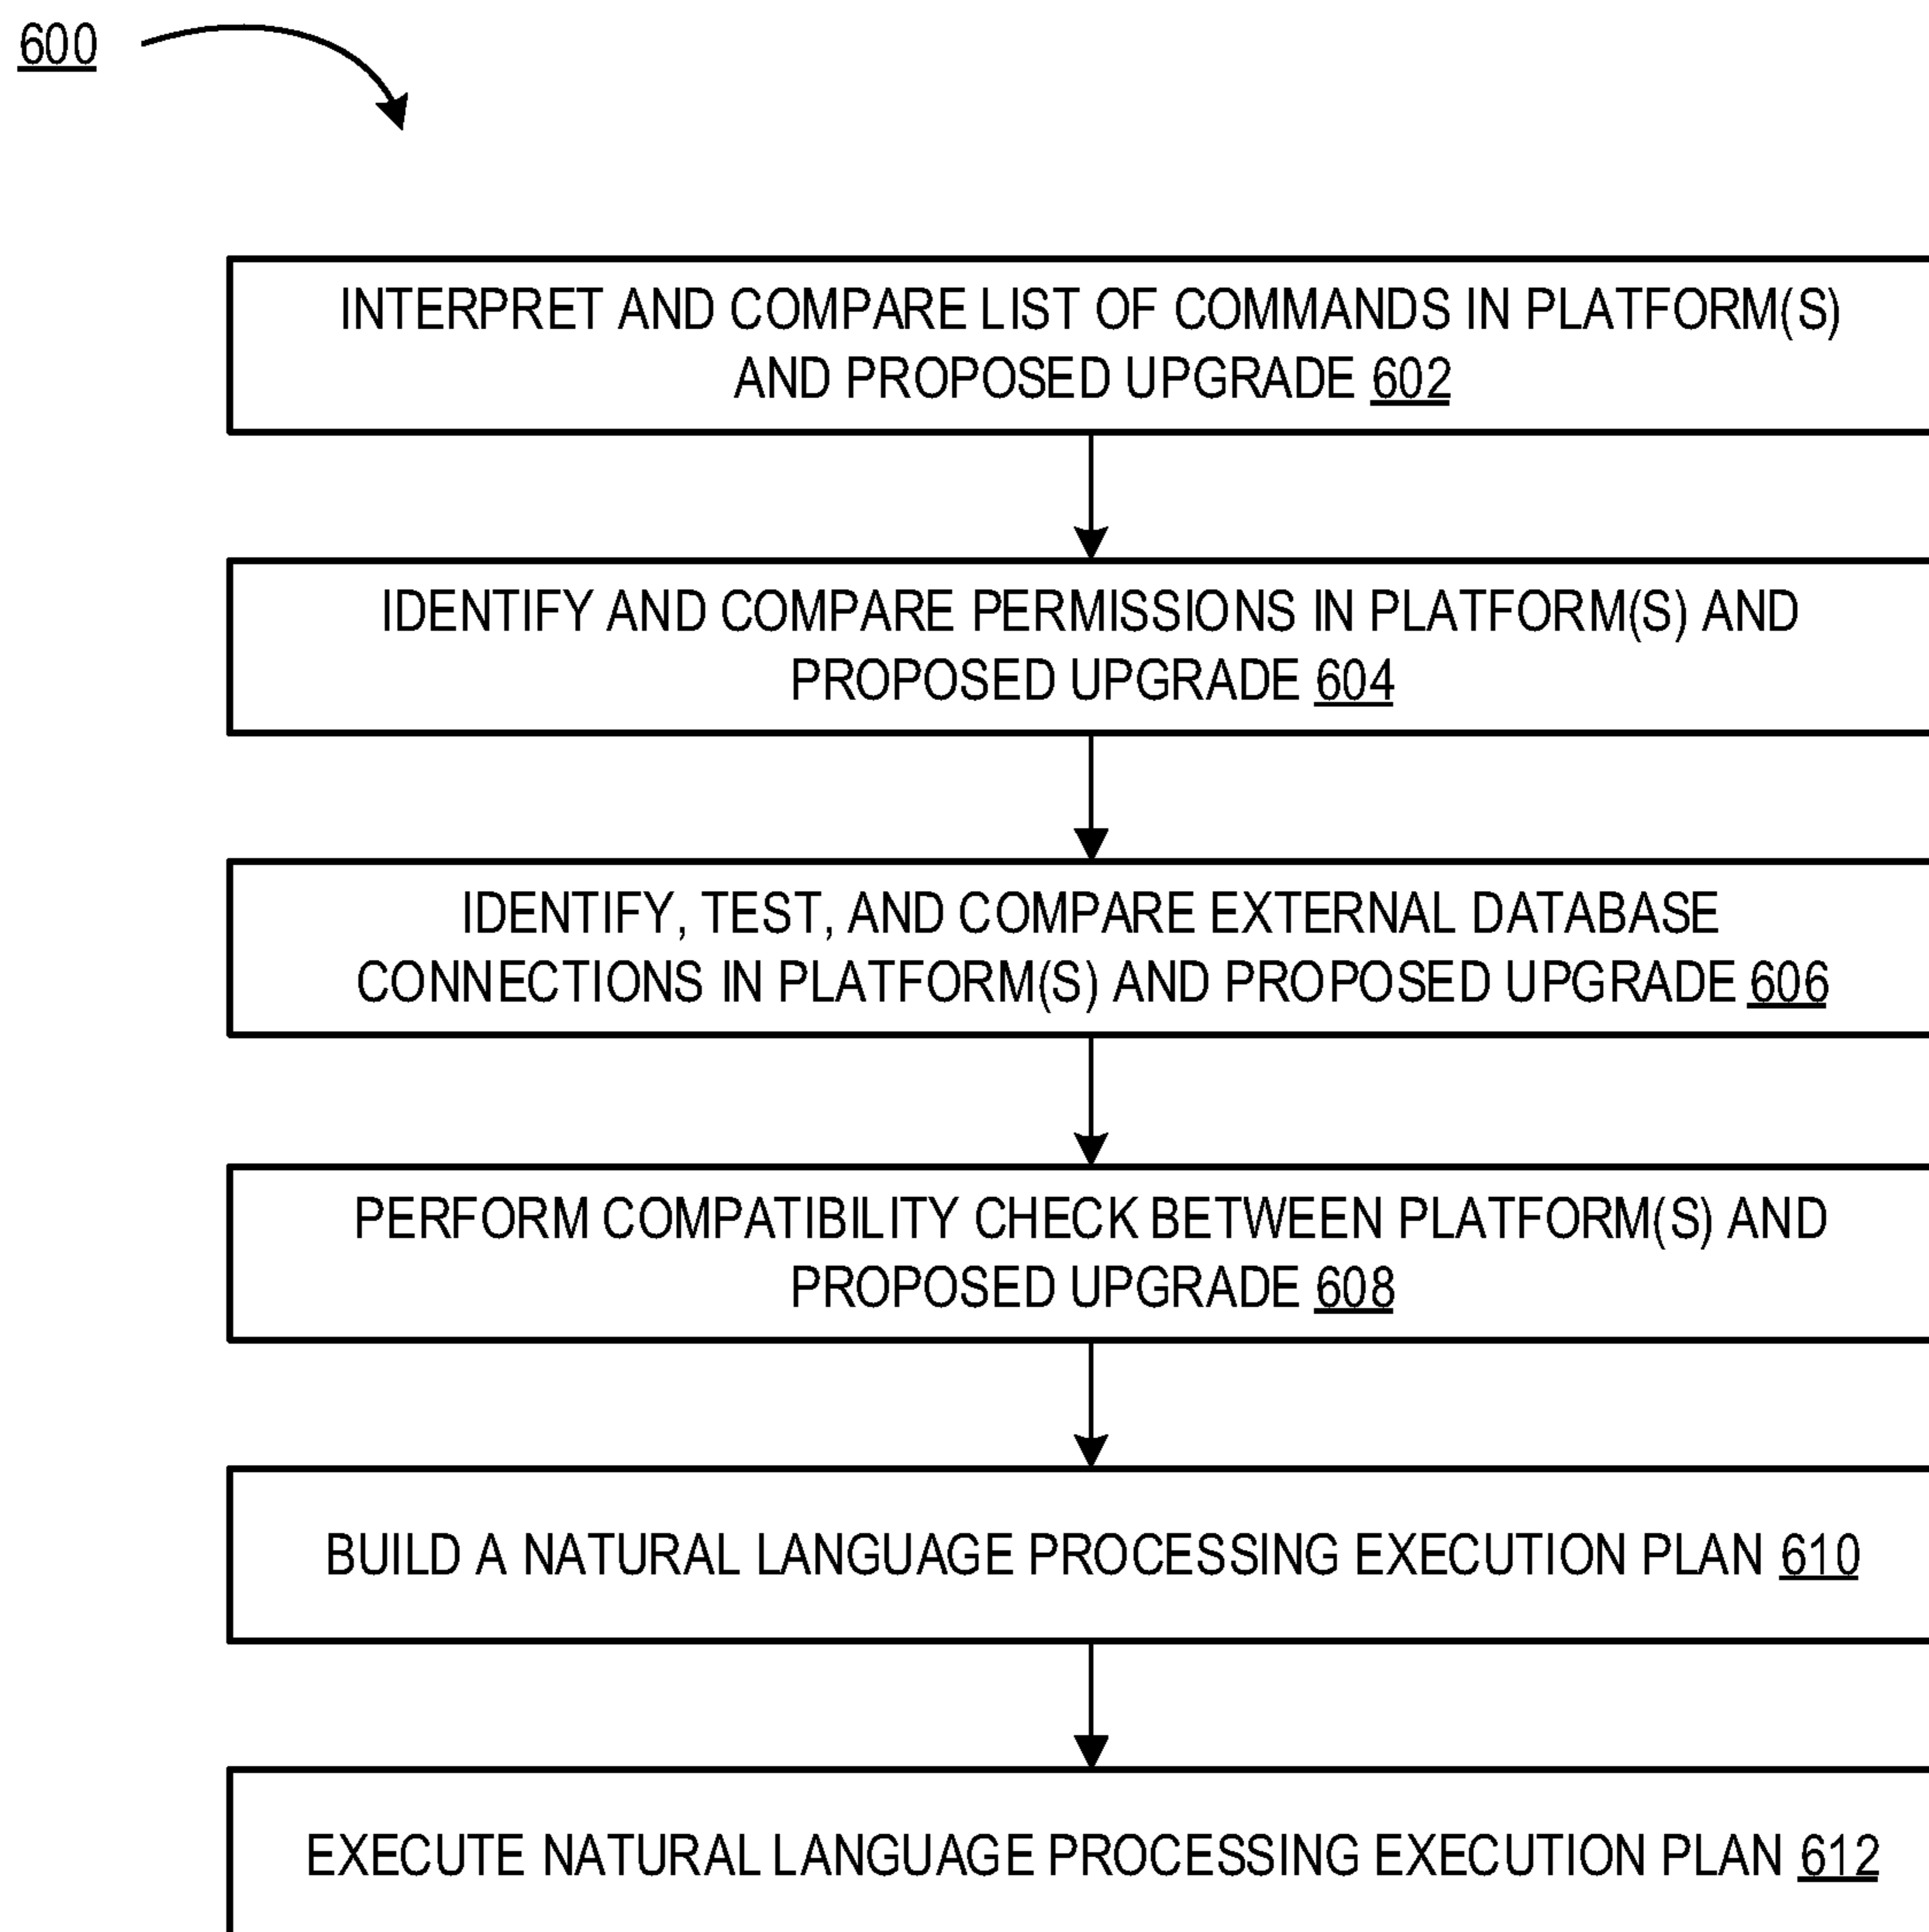 600
INTERPRET AND COMPARE LIST OF COMMANDS IN PLATFORM(S)
AND PROPOSED UPGRADE 602
IDENTIFY AND COMPARE PERMISSIONS IN PLATFORM(S) AND
PROPOSED UPGRADE 604
IDENTIFY, TEST, AND COMPARE EXTERNAL DATABASE
CONNECTIONS IN PLATFORM(S) AND PROPOSED UPGRADE 606
PERFORM COMPATIBILITY CHECK BETWEEN PLATFORM(S) AND
PROPOSED UPGRADE 608
BUILD A NATURAL LANGUAGE PROCESSING EXECUTION PLAN 610
EXECUTE NATURAL LANGUAGE PROCESSING EXECUTION PLAN 612